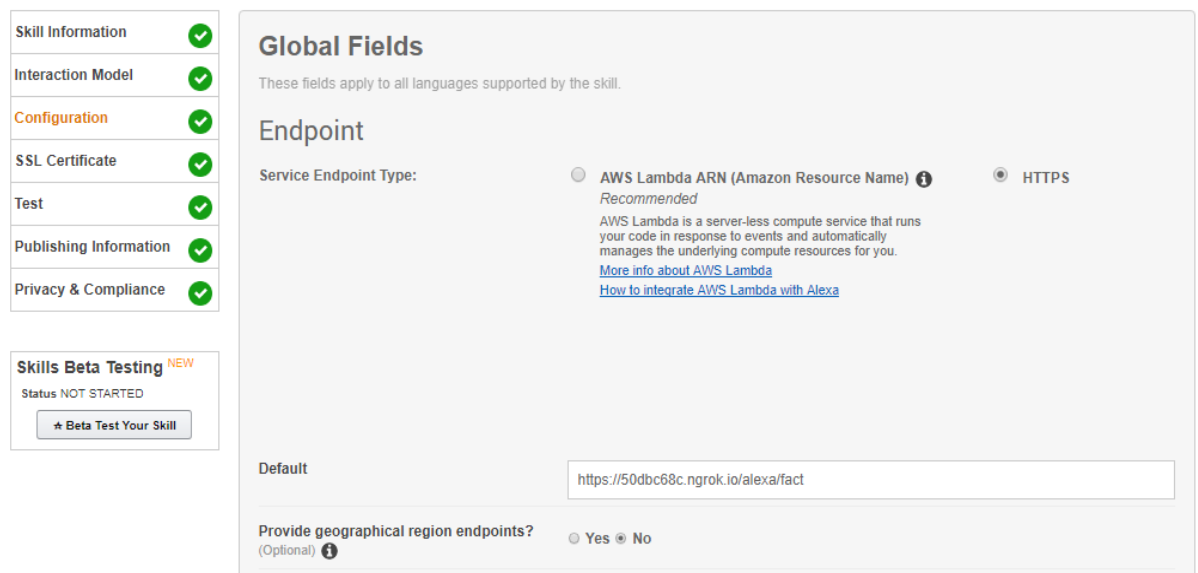 Skill Information
Interaction Model
Configuration
SSL Certificate
Test
Publishing Information
Privacy & Compliance
Skills Beta Testing NEW
Status NOT STARTED
Beta Test Your Skill
Global Fields
These fields apply to all languages supported by the skill.
Endpoint
Service Endpoint Type:
AWS Lambda ARN (Amazon Resource Name)
Recommended
AWS Lambda is a server-less compute service that runs
your code in response to events and automatically
manages the underlying compute resources for you.
More info about AWS Lambda
How to integrate AWS Lambda with Alexa
HTTPS
Default
https://50dbc68c.ngrok.io/alexa/fact
Provide geographical region endpoints?
(Optional)
Yes No